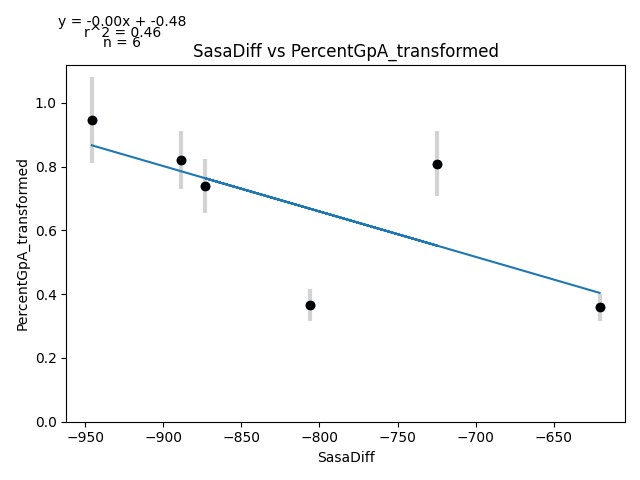 y = -0.00x + -0.48
r^2 = 0.46
n = 6
SasaDiff vs PercentGpA_transformed
1.0
0.8
0.6
0.4
0.2
0.0
PercentGpA_transformed
−950
−900
−850
−800
−750
−700
−650
SasaDiff